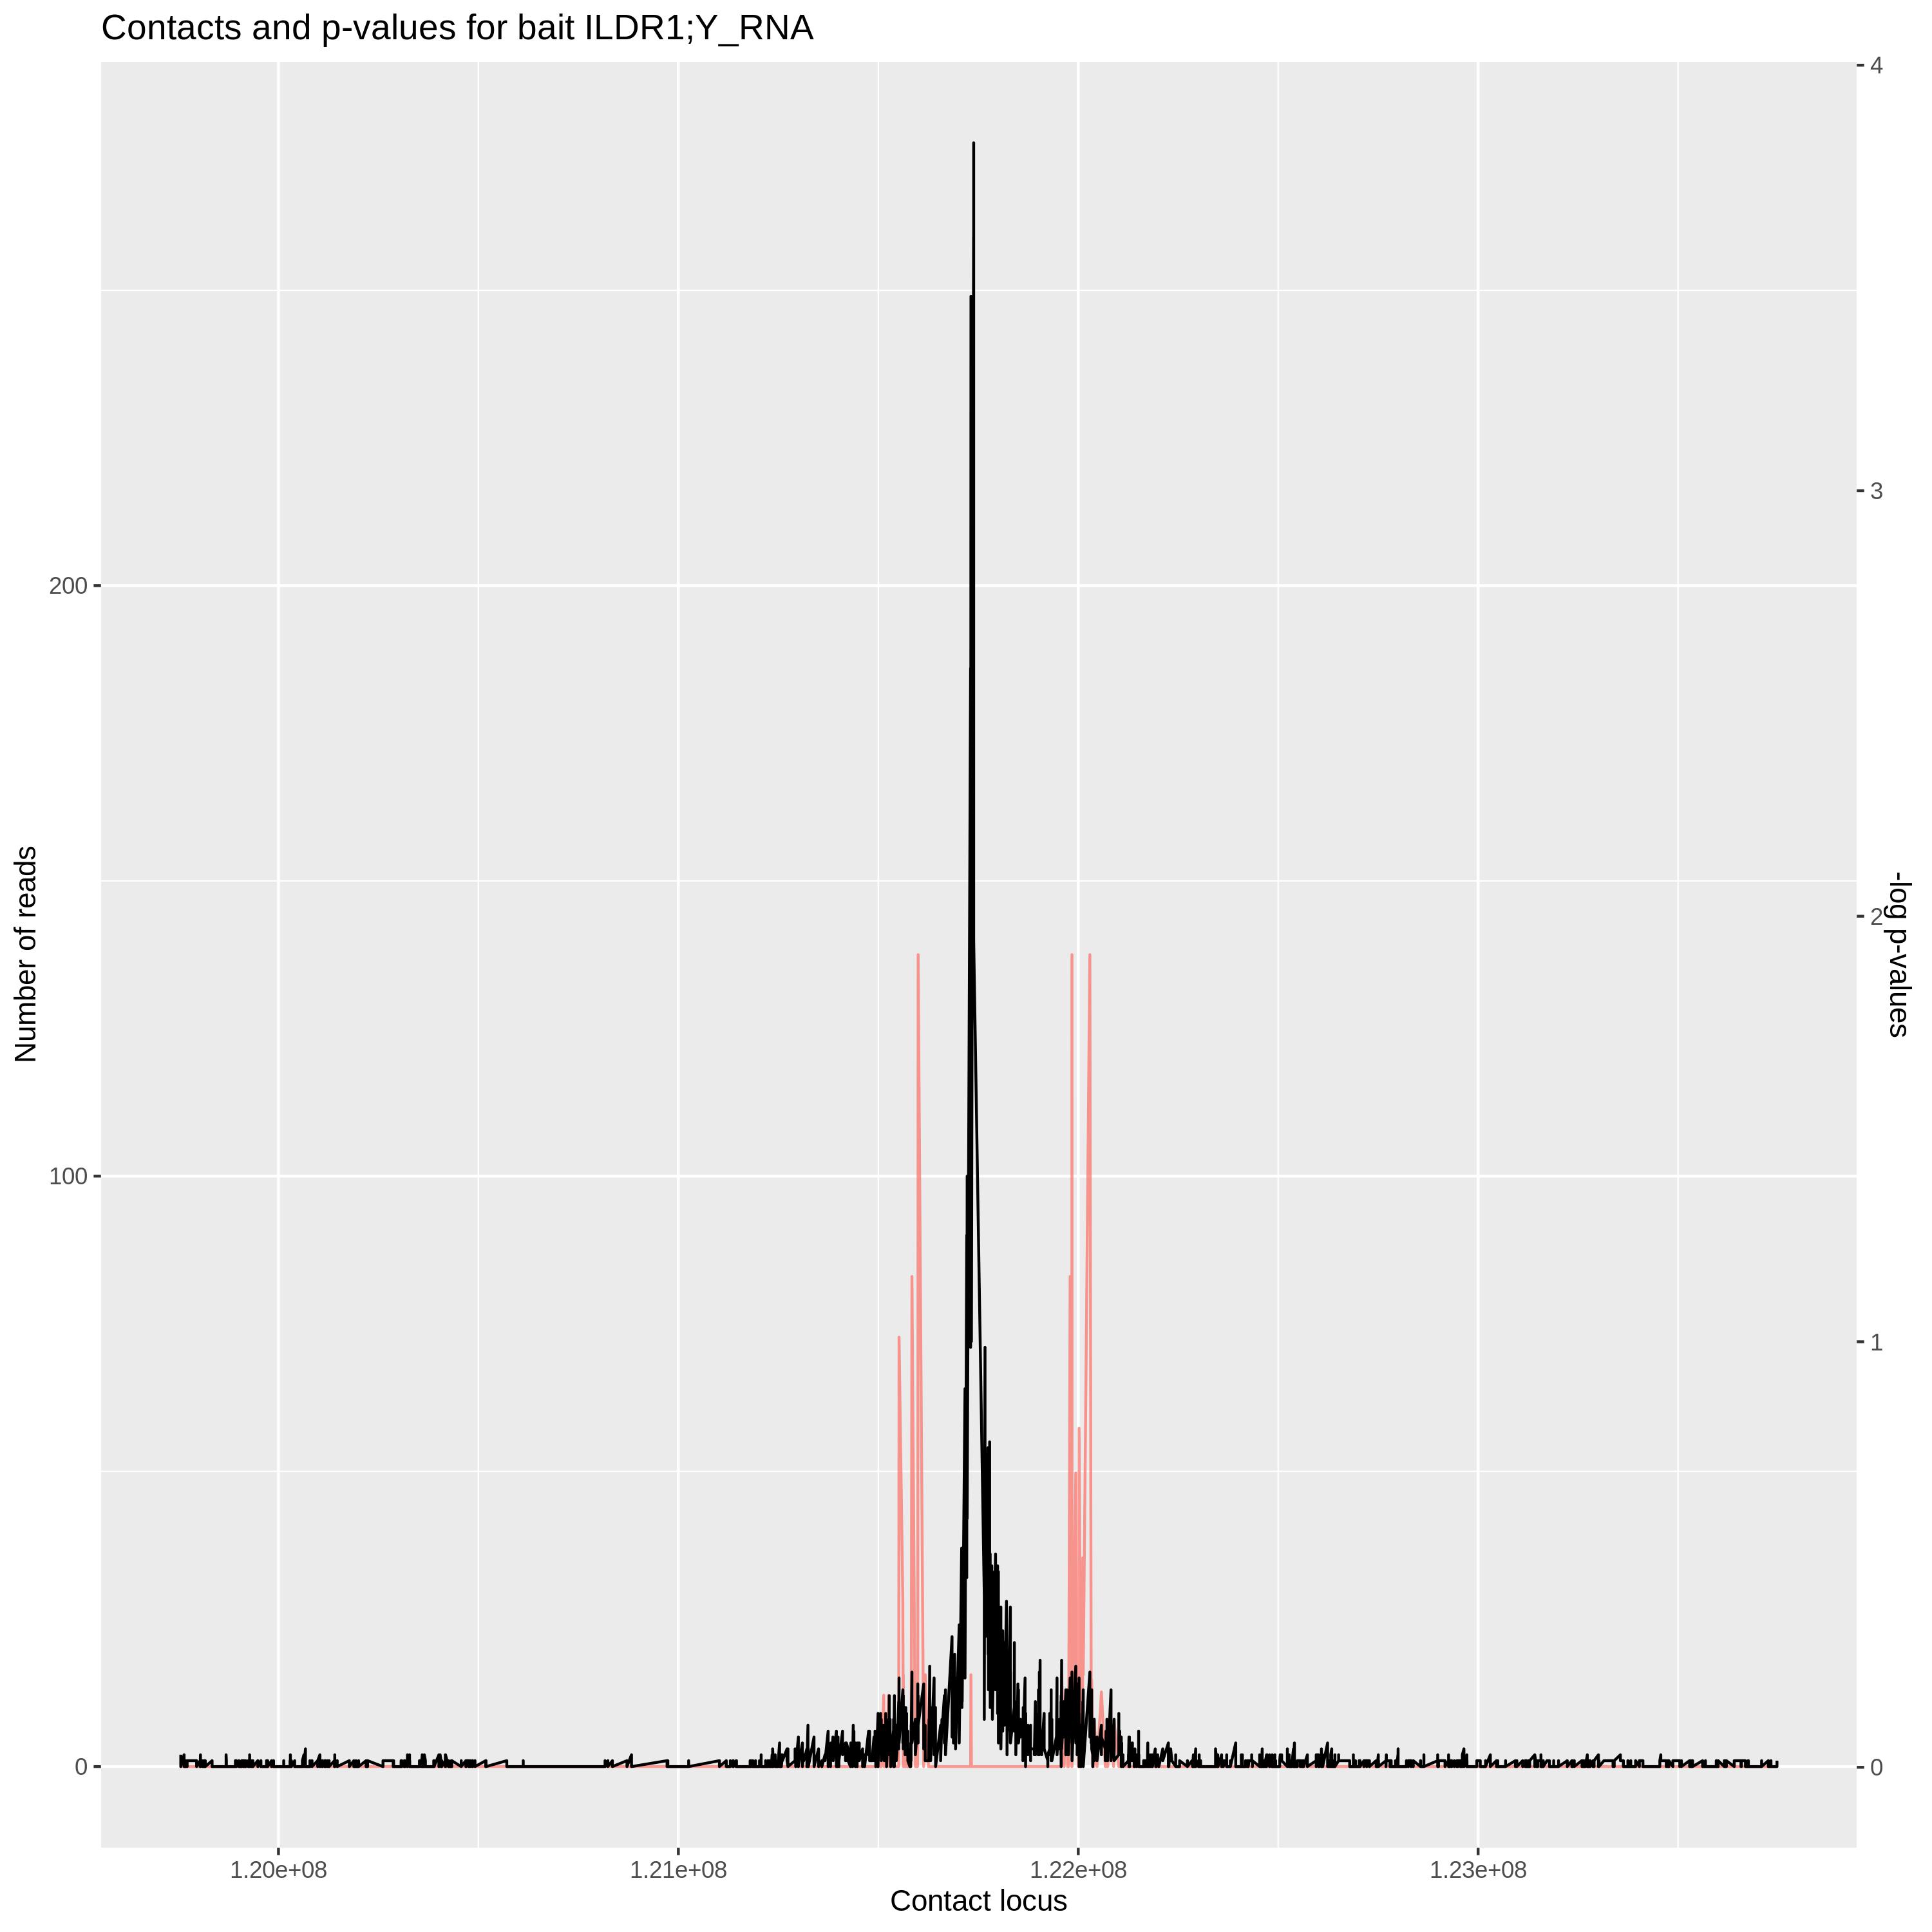 Contacts and p-values for bait ILDR1;Y_RNA
4
3
200
2
-log p-values
Number of reads
100
1
0
0
1.20e+08
1.21e+08
1.22e+08
1.23e+08
Contact locus